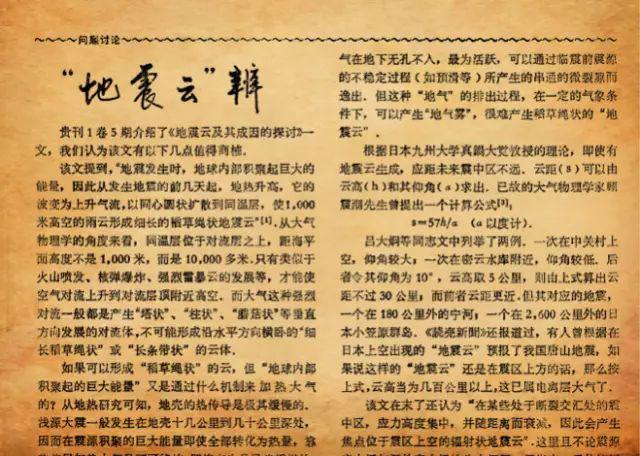 问题讨论
“地震云”辨
贵刊1卷5期介绍了《地震云及其成因的探讨》一
文，我们认为该文有以下几点值得商榷．
该文提到，“地震发生时，地球内部积聚起巨大的
能量，因此从发生地震的前几天起，地热升高，它的
波变为上升气流，以同心圆状扩散到同温层，使1,000
米高空的雨云形成细长的稻草绳状地震云”[1]．从大气
物理学的角度来看，同温层位于对流层之上，距海平
面高度不是1,000米，而是10,000多米．只有类似于
火山喷发、核弹爆炸、强烈雷暴云的发展等，才能使
空气对流上升到对流层顶附近高空．而大气这种强烈
对流一般都是产生“塔状”、“柱状”、“蘑菇状”等垂直
方向发展的对流体，不可能形成沿水平方向横卧的“细
长稻草绳状”或“长条带状”的云体．
如果可以形成“稻草绳状”的云，但“地球内部
积聚起的巨大能量”又是通过什么机制来加热大气
的？从地热研究可知，地壳的热传导是极其缓慢的．
浅源大震一般发生在地壳十几公里到几十公里深处，
因而在震源积聚的巨大能量即使全部转化为热量，靠
气在地下无孔不入，最为活跃，可以通过临震前震源
的不稳定过程（如预滑等）所产生的串通的微裂隙而
逸出．但这种“地气”的排出过程，在一定的气象条
件下，可以产生“地气雾”，很难产生稻草绳状的“地
震云”．
根据日本九州大学真鍋大觉教授的理论，即使有
地震云生成，应距未来震中区不远．云距(s)可以由
云高(h)和其仰角(a)求出．已故的大气物理学家顾
震潮先生曾提出一个计算公式[2]，
s=57h/a （a以度计）．
吕大炯等同志文中列举了两例．一次在中关村上
空，仰角较大；一次在密云水库附近，仰角较低．后
者令其仰角为10°，云高取5公里，则由上式算出云
距不过30公里；而前者云距更近．但其对应的地震，
一个在180公里外的宁河，一个在2,600公里外的日
本小笠原群岛．《読売新聞》还报道过，有人曾根据在
日本上空出现的“地震云”预报了我国唐山地震，如
果说这样的“地震云”还是在震区上方的话，那么按
上式，云高当为几百公里以上，这已属电离层大气了．
该文在末了还认为“在某些处于断裂交汇处的震
中区，应力高度集中，并随距离而衰减，因此会产生
焦点位于震区上空的辐射状地震云”．这里且不论震源